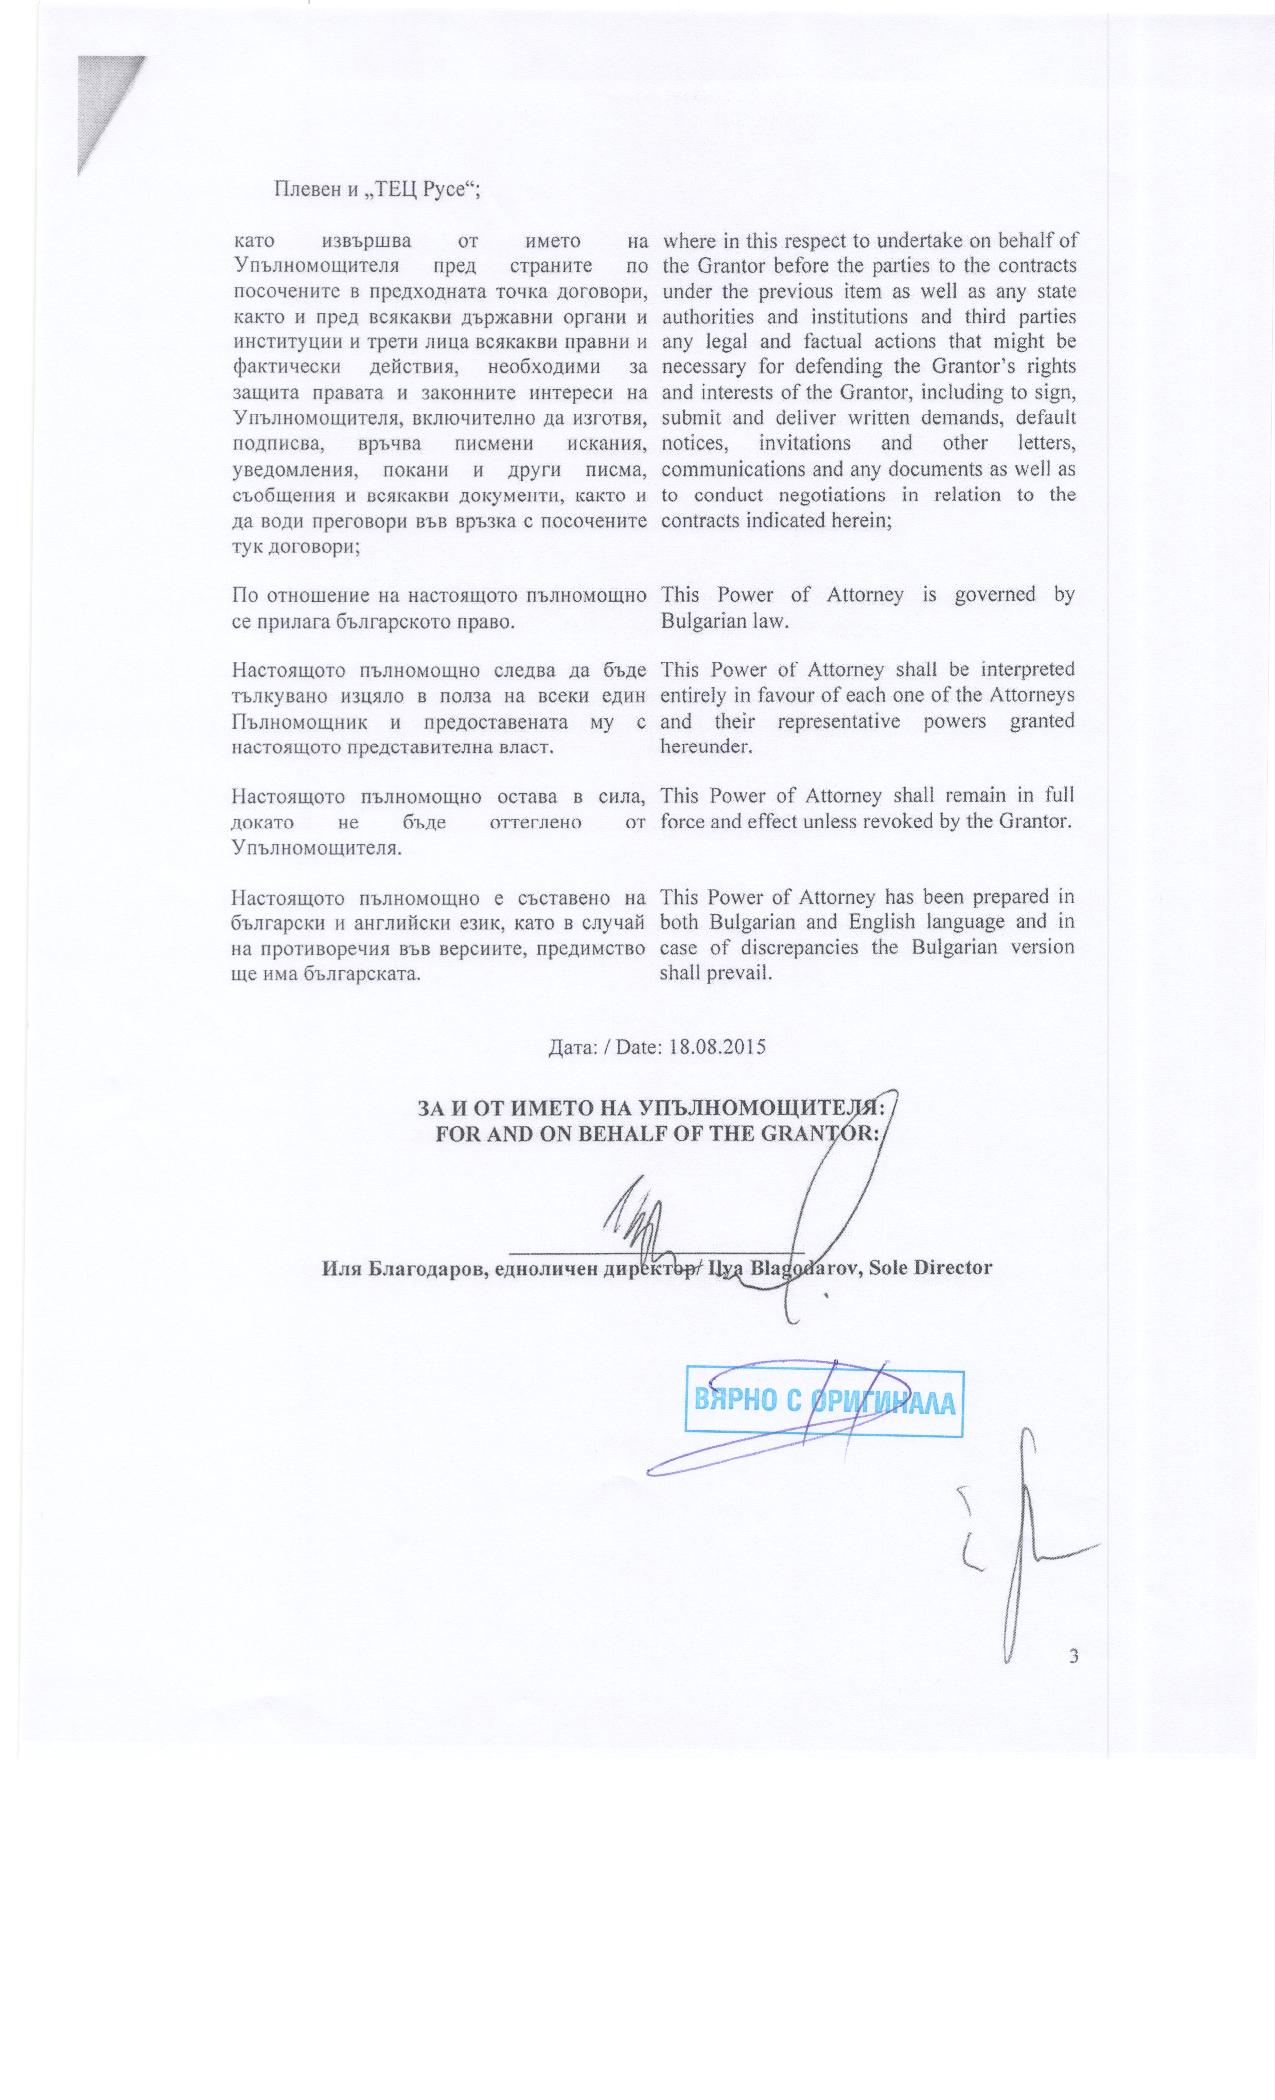 Плевен и „ТЕЦ Русе“;
като извършва от името на
Упълномощителя пред страните по
посочените в предходната точка договори,
както и пред всякакви държавни органи и
институции и трети лица всякакви правни и
фактически действия, необходими за
защита правата и законните интереси на
Упълномощителя, включително да изготвя,
подписва, връчва писмени искания,
уведомления, покани и други писма,
съобщения и всякакви документи, както и
да води преговори във връзка с посочените
тук договори;
where in this respect to undertake on behalf of
the Grantor before the parties to the contracts
under the previous item as well as any state
authorities and institutions and third parties
any legal and factual actions that might be
necessary for defending the Grantor's rights
and interests of the Grantor, including to sign,
submit and deliver written demands, default
notices, invitations and other letters,
communications and any documents as well as
to conduct negotiations in relation to the
contracts indicated herein;
По отношение на настоящото пълномощно
се прилага българското право.
This Power of Attorney is governed by
Bulgarian law.
Настоящото пълномощно следва да бъде
тълкувано изцяло в полза на всеки един
Пълномощник и предоставената му с
настоящото представителна власт.
This Power of Attorney shall be interpreted
entirely in favour of each one of the Attorneys
and their representative powers granted
hereunder.
Настоящото пълномощно остава в сила,
докато не бъде оттеглено от
Упълномощителя.
This Power of Attorney shall remain in full
force and effect unless revoked by the Grantor.
Настоящото пълномощно е съставено на
български и английски език, като в случай
на противоречия във версиите, предимство
ще има българската.
This Power of Attorney has been prepared in
both Bulgarian and English language and in
case of discrepancies the Bulgarian version
shall prevail.
Дата: / Date: 18.08.2015
ЗА И ОТ ИМЕТО НА УПЪЛНОМОЩИТЕЛЯ:
FOR AND ON BEHALF OF THE GRANTOR:
Иля Благодаров, едноличен директор/ Ilya Blagodarov, Sole Director
ВЯРНО С ОРИГИНАЛА
3